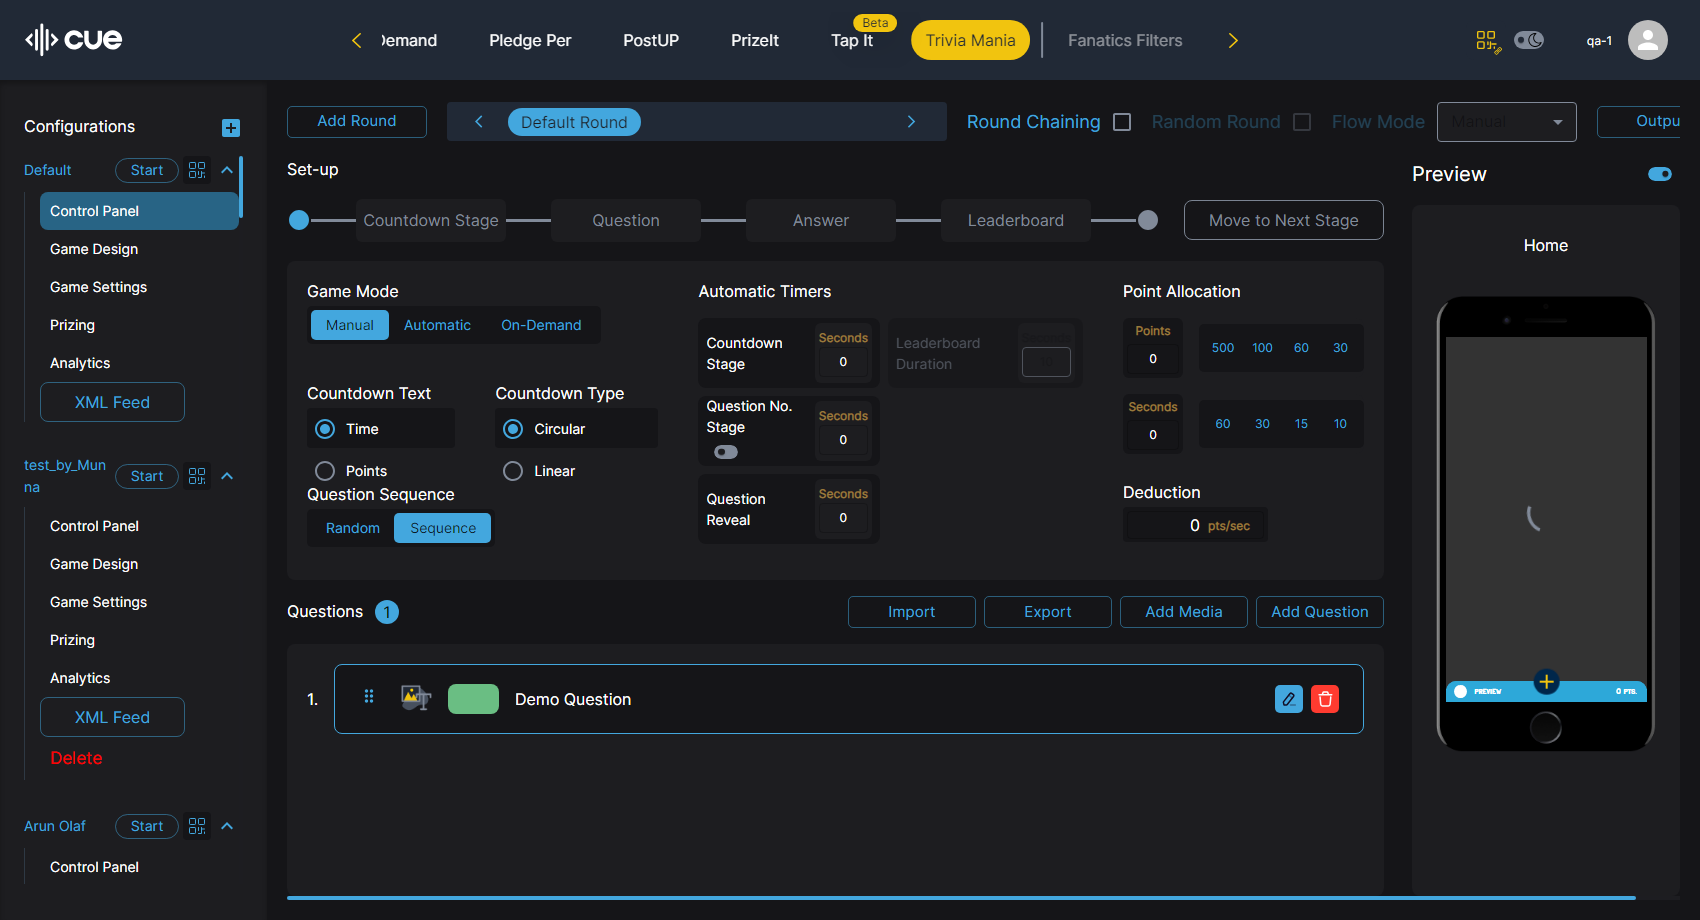 cue
Demand
Pledge Per
PostUP
PrizeIt
Tap It
Beta
Trivia Mania
Fanatics Filters
qa-1
Configurations
Default
Start
Control Panel
Game Design
Game Settings
Prizing
Analytics
XML Feed
test_by_Mun
na
Start
Control Panel
Game Design
Game Settings
Prizing
Analytics
XML Feed
Delete
Arun Olaf
Start
Control Panel
Add Round
Default Round
Round Chaining
Random Round
Flow Mode
Manual
Outpu
Set-up
Countdown Stage
Question
Answer
Leaderboard
Move to Next Stage
Game Mode
Manual
Automatic
On-Demand
Countdown Text
Time
Points
Countdown Type
Circular
Linear
Question Sequence
Random
Sequence
Automatic Timers
Countdown
Stage
Seconds
0
Leaderboard
Duration
Question No.
Stage
Seconds
0
Question
Reveal
Seconds
0
Point Allocation
Points
0
500 100 60 30
Seconds
0
60 30 15 10
Deduction
0 pts/sec
Questions 1
Import
Export
Add Media
Add Question
1.
Demo Question
Preview
Home
PREVIEW
0 PTS.